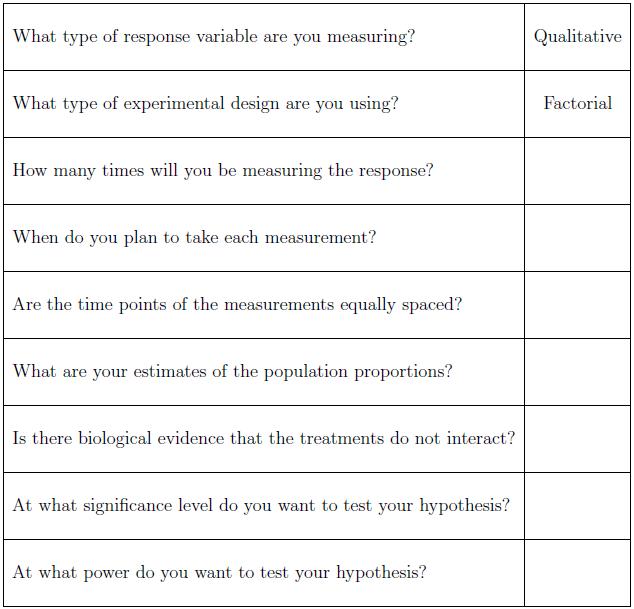 What type of response variable are you measuring? Qualitative
What type of experimental design are you using? Factorial
How many times will you be measuring the response?
When do you plan to take each measurement?
Are the time points of the measurements equally spaced?
What are your estimates of the population proportions?
Is there biological evidence that the treatments do not interact?
At what significance level do you want to test your hypothesis?
At what power do you want to test your hypothesis?